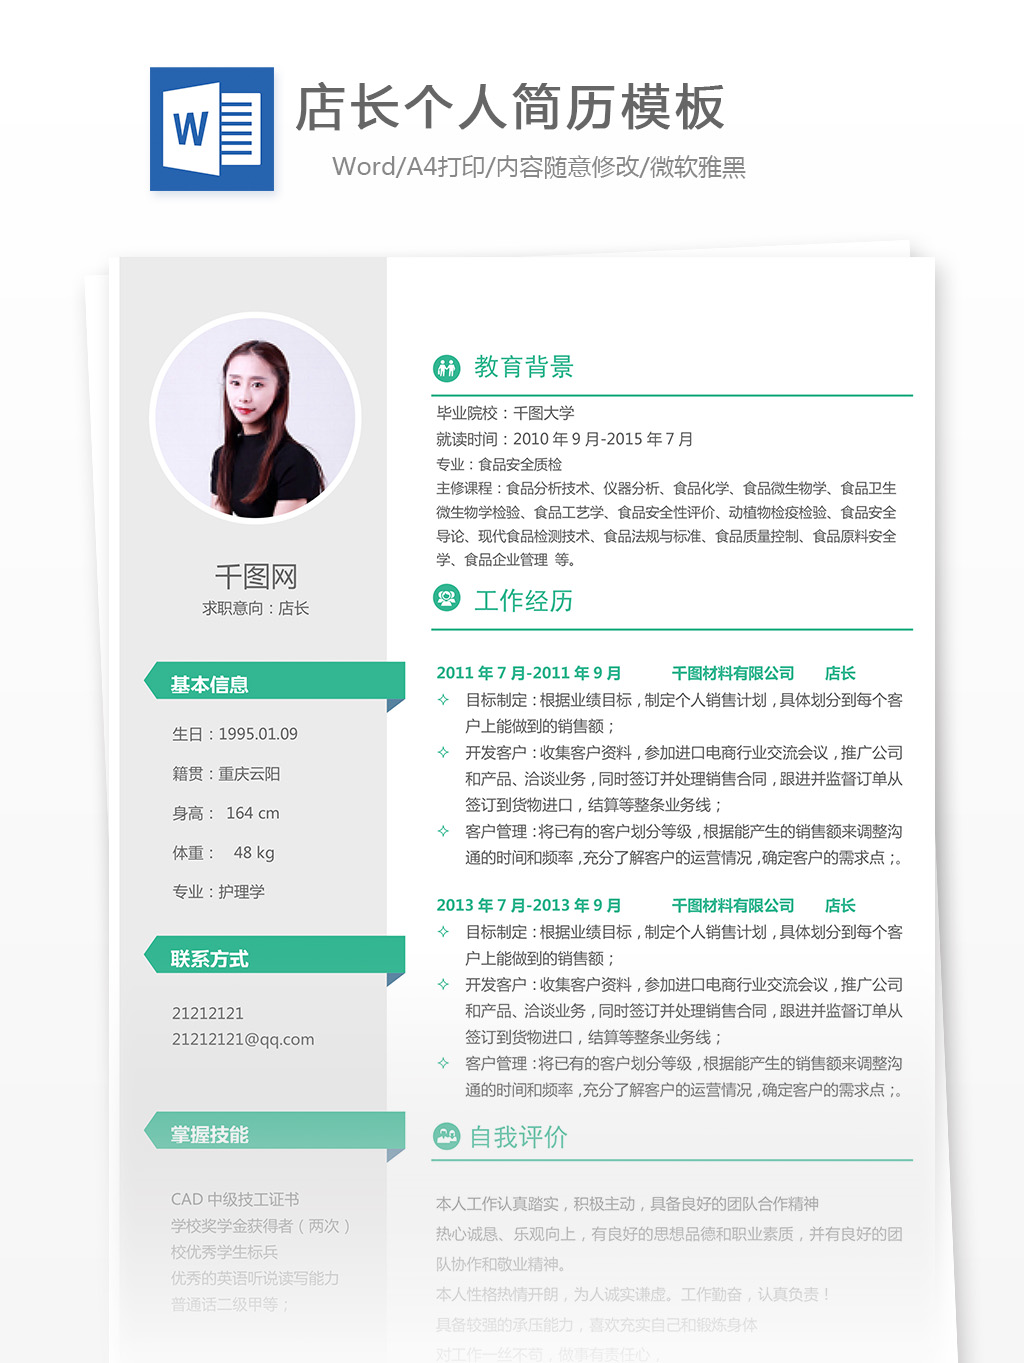 W
店长个人简历模板
Word/A4打印/内容随意修改/微软雅黑
千图网
求职意向：店长
基本信息
生日：1995.01.09
籍贯：重庆云阳
身高： 164 cm
体重： 48 kg
专业：护理学
联系方式
21212121
21212121@qq.com
掌握技能
CAD 中级技工证书
学校奖学金获得者（两次）
校优秀学生标兵
优秀的英语听说读写能力
普通话二级甲等；
教育背景
毕业院校：千图大学
就读时间：2010 年 9 月-2015 年 7 月
专业：食品安全质检
主修课程：食品分析技术、仪器分析、食品化学、食品微生物学、食品卫生
微生物学检验、食品工艺学、食品安全性评价、动植物检疫检验、食品安全
导论、现代食品检测技术、食品法规与标准、食品质量控制、食品原料安全
学、食品企业管理 等。
工作经历
2011 年 7 月-2011 年 9 月 千图材料有限公司 店长
目标制定：根据业绩目标，制定个人销售计划，具体划分到每个客
户上能做到的销售额；
开发客户：收集客户资料，参加进口电商行业交流会议，推广公司
和产品、洽谈业务，同时签订并处理销售合同，跟进并监督订单从
签订到货物进口，结算等整条业务线；
客户管理：将已有的客户划分等级，根据能产生的销售额来调整沟
通的时间和频率，充分了解客户的运营情况，确定客户的需求点；。
2013 年 7 月-2013 年 9 月 千图材料有限公司 店长
目标制定：根据业绩目标，制定个人销售计划，具体划分到每个客
户上能做到的销售额；
开发客户：收集客户资料，参加进口电商行业交流会议，推广公司
和产品、洽谈业务，同时签订并处理销售合同，跟进并监督订单从
签订到货物进口，结算等整条业务线；
客户管理：将已有的客户划分等级，根据能产生的销售额来调整沟
通的时间和频率，充分了解客户的运营情况，确定客户的需求点；。
自我评价
本人工作认真踏实，积极主动，具备良好的团队合作精神
热心诚恳、乐观向上，有良好的思想品德和职业素质，并有良好的团
队协作和敬业精神。
本人性格热情开朗，为人诚实谦虚。工作勤奋，认真负责！
具备较强的承压能力，喜欢充实自己和锻炼身体
对工作一丝不苟，做事有责任心，